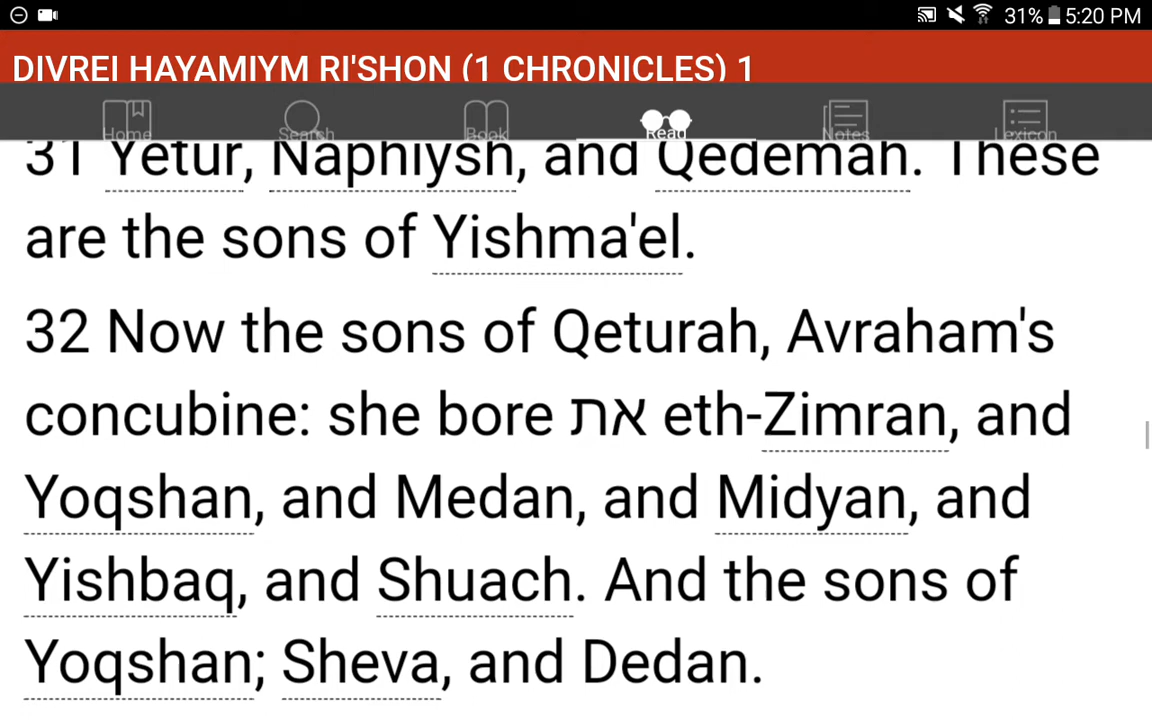 31% 5:20 PM
DIVREI HAYAMIYM RI'SHON (1 CHRONICLES) 1
Home Search Book Read Notes Lexicon
31 Yetur, Naphiysh, and Qedemah. These
are the sons of Yishma'el.
32 Now the sons of Qeturah, Avraham's
concubine: she bore את eth-Zimran, and
Yoqshan, and Medan, and Midyan, and
Yishbaq, and Shuach. And the sons of
Yoqshan; Sheva, and Dedan.